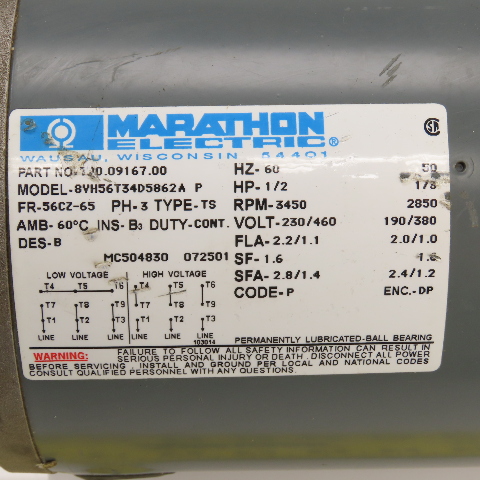 MARATHON
ELECTRIC®
WAUSAU, WISCONSIN 54401
PART NO- .09167.00 HZ-60 50
MODEL-8VH56T34D5862A P HP-1/2 1/3
FR-56CZ-65 PH-3 TYPE-TS RPM-3450 2850
AMB-60°C INS-B3 DUTY-CONT. VOLT-230/460 190/380
DES-B FLA-2.2/1.1 2.0/1.0
MC504830 072501 SF-1.6
LOW VOLTAGE HIGH VOLTAGE SFA-2.8/1.4 2.4/1.2
T4 T5 T6 T4 T5 T6 CODE-P ENC.-DP
T7 T8 T9 T7 T8 T9
T1 T2 T3 T1 T2 T3
LINE LINE LINE LINE
103014 PERMANENTLY LUBRICATED-BALL BEARING
WARNING: FAILURE TO FOLLOW ALL SAFETY INSTRUCTIONS CAN RESULT IN
SERIOUS PERSONAL INJURY OR DEATH. DISCONNECT ALL POWER
BEFORE SERVICING. INSTALL AND GROUND PER LOCAL AND NATIONAL CODES
CONSULT QUALIFIED PERSONNEL WITH ANY QUESTIONS.